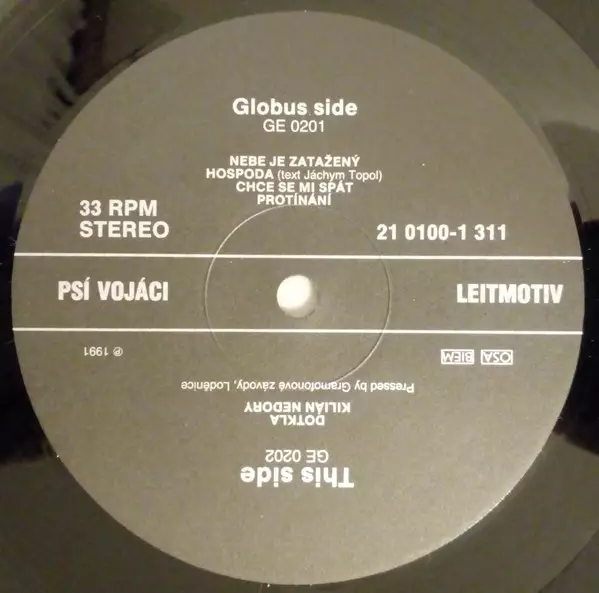 Globus side
GE 0201
NEBE JE ZATAŽENÝ
HOSPODA (text Jáchym Topol)
CHCE SE MI SPÁT
PROTÍNÁNÍ
33 RPM
STEREO
21 0100-1 311
PSÍ VOJÁCI
LEITMOTIV
This side
GE 0202
DOTKLA
KILIÁN NEDORY
Pressed by Gramofonové závody, Loděnice
OSA
BIEM
℗ 1991